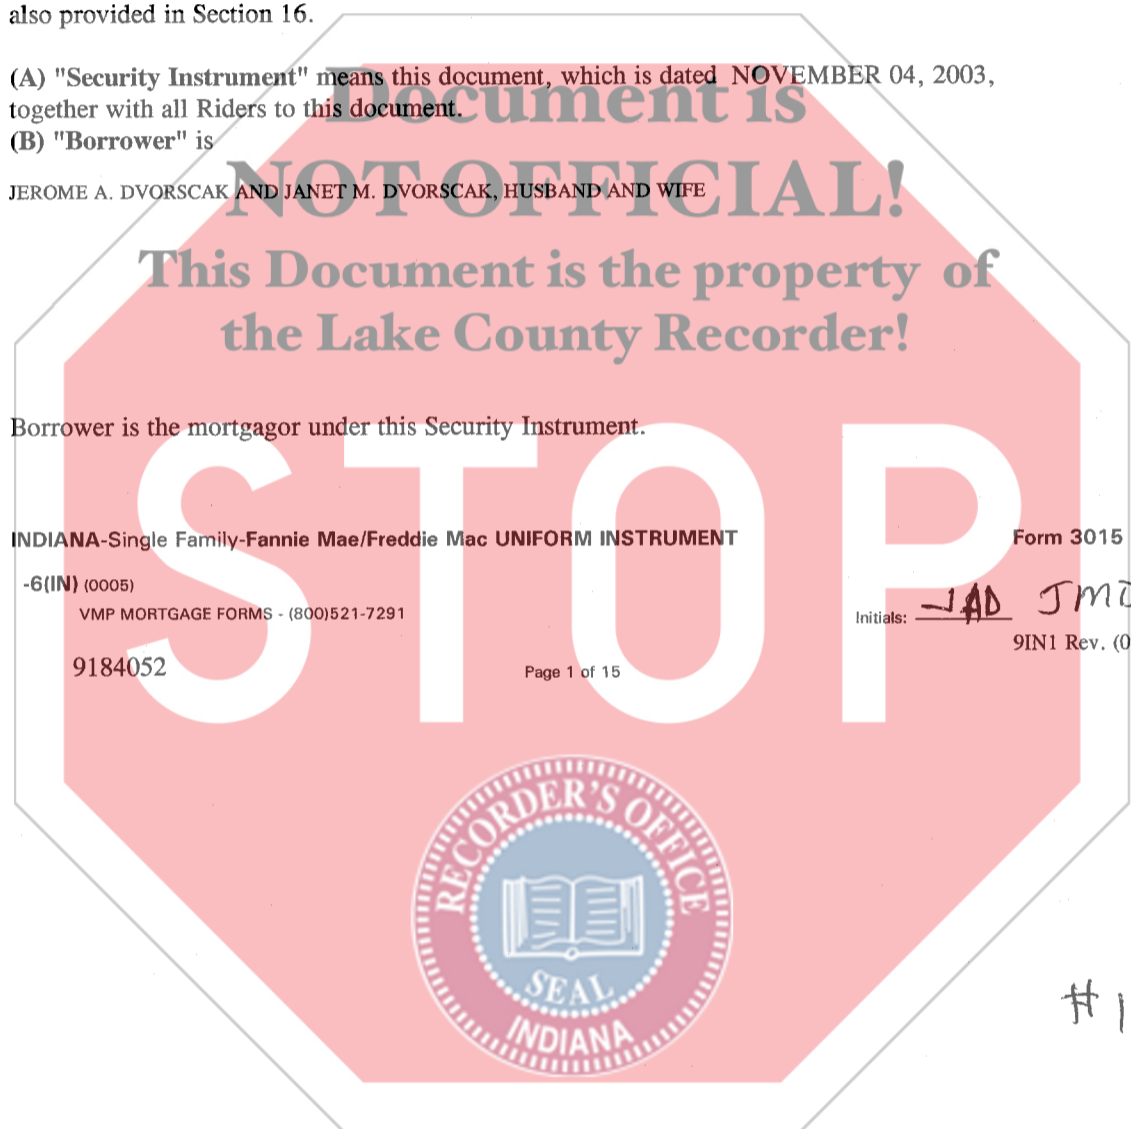 also provided in Section 16.
(A) "Security Instrument" means this document, which is dated NOVEMBER 04, 2003,
together with all Riders to this document.
(B) "Borrower" is
JEROME A. DVORSCAK AND JANET M. DVORSCAK, HUSBAND AND WIFE
Document is
NOT OFFICIAL!
This Document is the property of
the Lake County Recorder!
Borrower is the mortgagor under this Security Instrument.
STOP
INDIANA-Single Family-Fannie Mae/Freddie Mac UNIFORM INSTRUMENT Form 3015
-6(IN) (0005)
VMP MORTGAGE FORMS - (800)521-7291
Initials: JAD JMD
9IN1 Rev. (0
9184052 Page 1 of 15
RECORDER'S OFFICE
SEAL
INDIANA
# 1